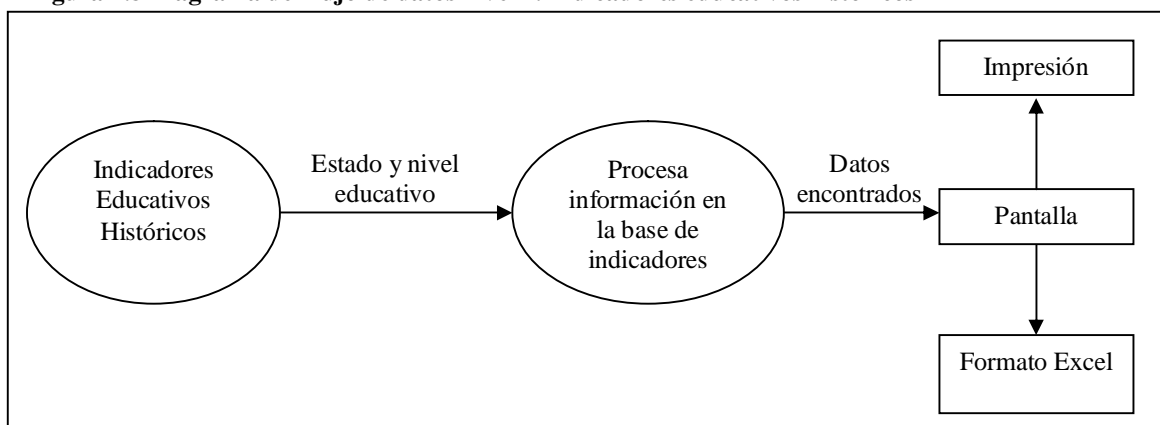 Indicadores
Educativos
Históricos
Estado y nivel
educativo
Procesa
información en
la base de
indicadores
Datos
encontrados
Impresión
Pantalla
Formato Excel